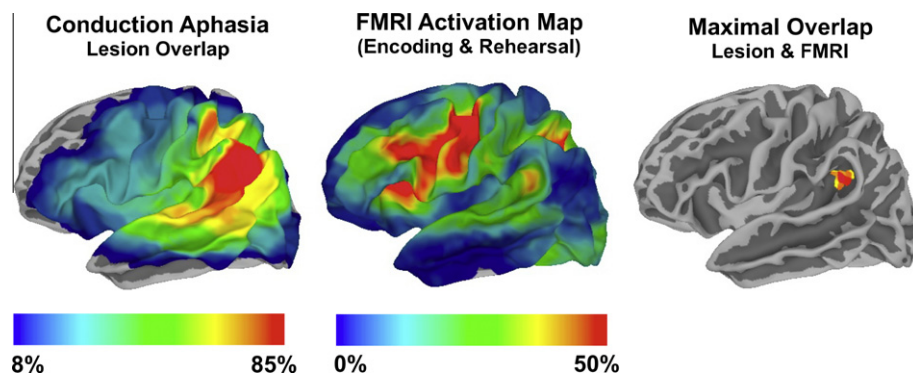 Conduction Aphasia
Lesion Overlap
FMRI Activation Map
(Encoding & Rehearsal)
Maximal Overlap
Lesion & FMRI
8%
85%
0%
50%